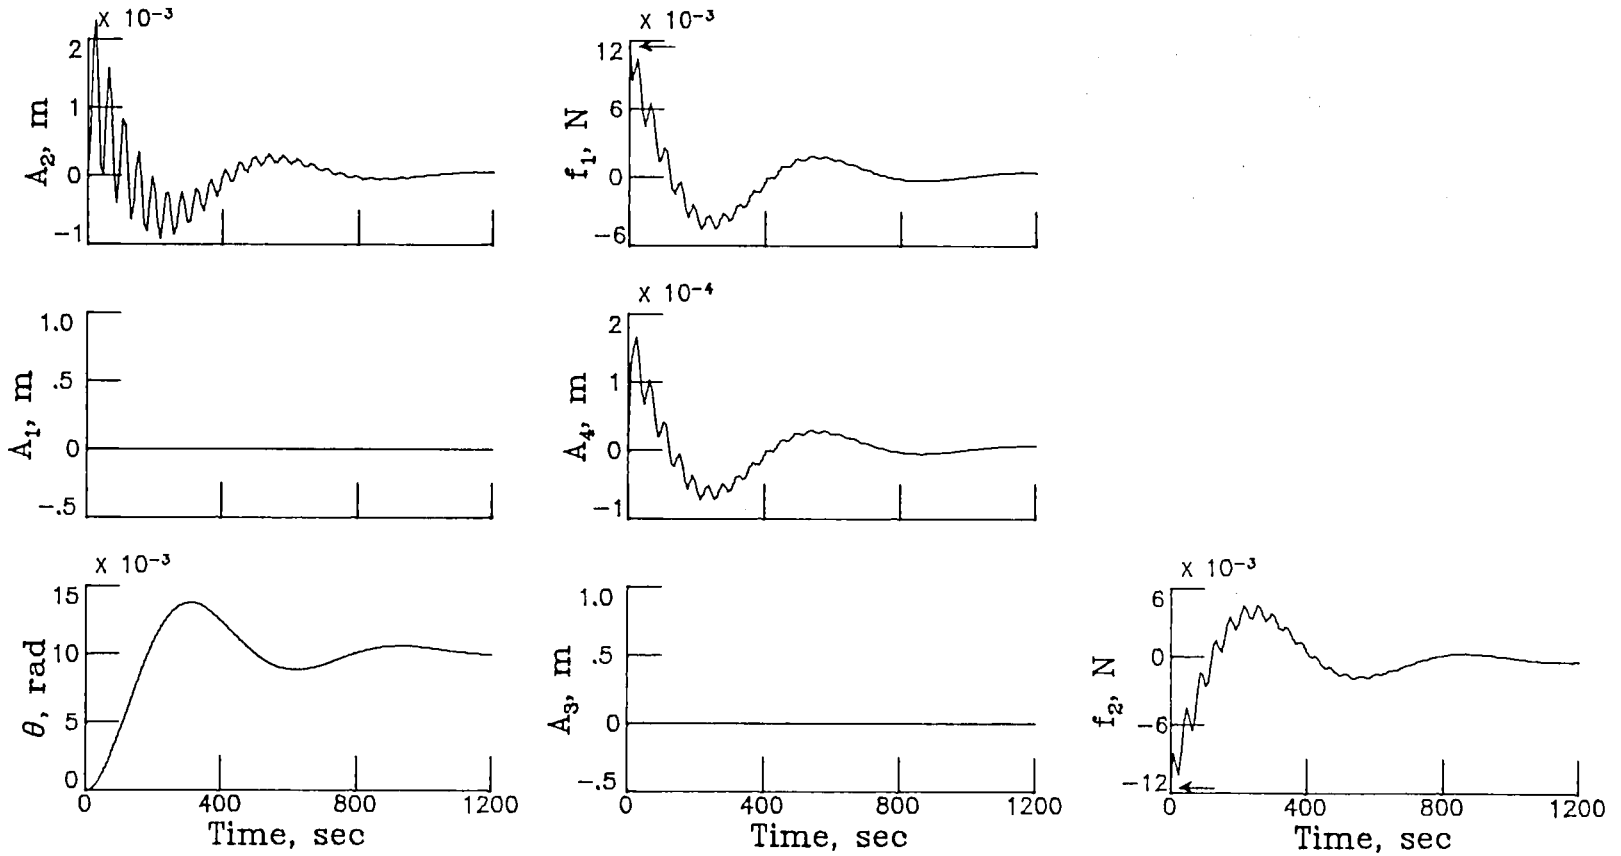 X 10⁻³
2
1
0
−1
A₂, m
X 10⁻³
12
6
0
−6
f₁, N
1.0
.5
0
−.5
A₁, m
X 10⁻⁴
2
1
0
−1
A₄, m
X 10⁻³
15
10
5
0
θ, rad
0 400 800 1200
Time, sec
1.0
.5
0
−.5
A₃, m
0 400 800 1200
Time, sec
X 10⁻³
6
0
−6
−12
f₂, N
0 400 800 1200
Time, sec